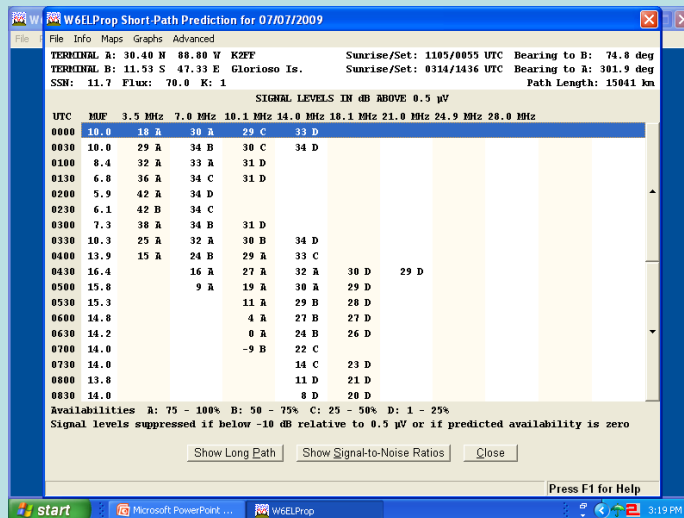 W6ELProp Short-Path Prediction for 07/07/2009
File Info Maps Graphs Advanced
TERMINAL A: 30.40 N 88.80 W K2FF Sunrise/Set: 1105/0055 UTC Bearing to B: 74.8 deg
TERMINAL B: 11.53 S 47.33 E Glorioso Is. Sunrise/Set: 0314/1436 UTC Bearing to A: 301.9 deg
SSN: 11.7 Flux: 70.0 K: 1 Path Length: 15041 km
SIGNAL LEVELS IN dB ABOVE 0.5 µV
UTC MUF 3.5 MHz 7.0 MHz 10.1 MHz 14.0 MHz 18.1 MHz 21.0 MHz 24.9 MHz 28.0 MHz
0000 10.0 18 A 30 A 29 C 33 D
0030 10.0 29 A 34 B 30 C 34 D
0100 8.4 32 A 33 A 31 D
0130 6.8 36 A 34 C 31 D
0200 5.9 42 A 34 D
0230 6.1 42 B 34 C
0300 7.3 38 A 34 B 31 D
0330 10.3 25 A 32 A 30 B 34 D
0400 13.9 15 A 24 B 29 A 33 C
0430 16.4 16 A 27 A 32 A 30 D 29 D
0500 15.8 9 A 19 A 30 A 29 D
0530 15.3 11 A 29 B 28 D
0600 14.8 4 A 27 B 27 D
0630 14.2 0 A 24 B 26 D
0700 14.0 -9 B 22 C
0730 14.0 14 C 23 D
0800 13.8 11 D 21 D
0830 14.0 8 D 20 D
Availabilities A: 75 - 100% B: 50 - 75% C: 25 - 50% D: 1 - 25%
Signal levels suppressed if below -10 dB relative to 0.5 µV or if predicted availability is zero
Show Long Path Show Signal-to-Noise Ratios Close
Press F1 for Help
start Microsoft PowerPoint ... W6ELProp 3:19 PM